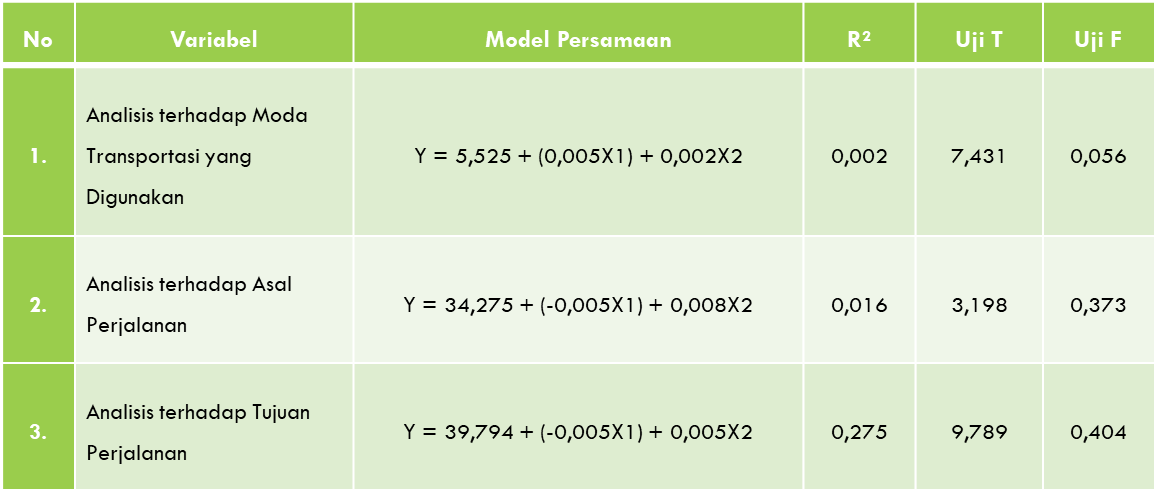 No Variabel Model Persamaan R² Uji T Uji F
Analisis terhadap Moda
1. Transportasi yang Y = 5,525 + (0,005X1) + 0,002X2 0,002 7,431 0,056
Digunakan
Analisis terhadap Asal
2. Y = 34,275 + (-0,005X1) + 0,008X2 0,016 3,198 0,373
Perjalanan
Analisis terhadap Tujuan
3. Y = 39,794 + (-0,005X1) + 0,005X2 0,275 9,789 0,404
Perjalanan